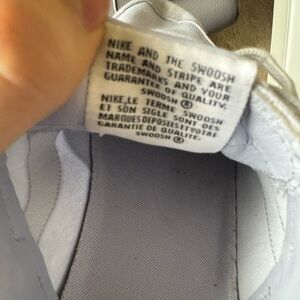 NIKE AND THE SWOOSH
NAME AND STRIPE ARE
TRADEMARKS AND YOUR
GUARANTEE OF QUALITY.
SWOOSH ®
NIKE, LE TERME SWOOSH
ET SON SIGLE SONT DES
MARQUES DEPOSÉES ET VOTRE
GARANTIE DE QUALITE.
SWOOSH ®